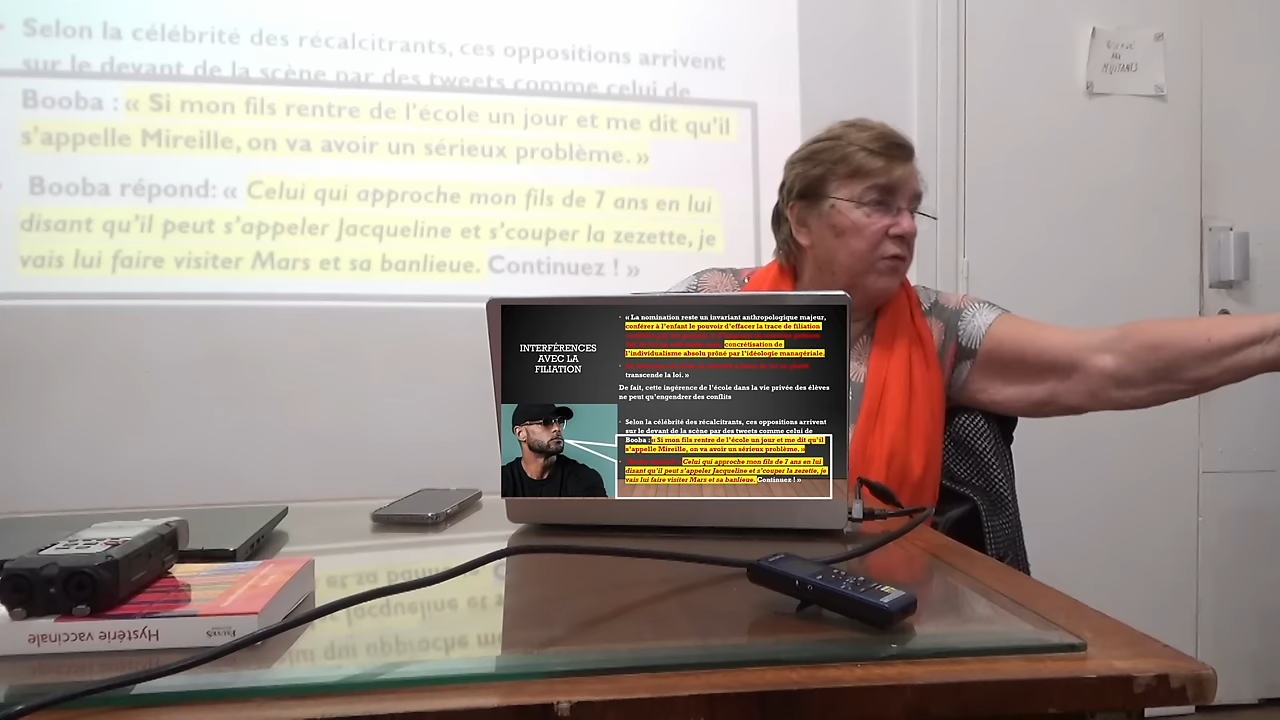 Selon la célébrité des récalcitrants, ces oppositions arrivent
sur le devant de la scène par des tweets comme celui de
Booba : « Si mon fils rentre de l'école un jour et me dit qu'il
s'appelle Mireille, on va avoir un sérieux problème. »
Booba répond: « Celui qui approche mon fils de 7 ans en lui
disant qu'il peut s'appeler Jacqueline et s'couper la zezette, je
vais lui faire visiter Mars et sa banlieue. Continuez ! »
INTERFÉRENCES
AVEC LA
FILIATION
« La nomination reste un invariant anthropologique majeur,
conférer à l'enfant le pouvoir d'effacer la trace de filiation
concrétisation de
l'individualisme absolu prôné par l'idéologie managériale.
transcende la loi. »
De fait, cette ingérence de l'école dans la vie privée des élèves
ne peut qu'engendrer des conflits
Selon la célébrité des récalcitrants, ces oppositions arrivent
sur le devant de la scène par des tweets comme celui de
Booba : « Si mon fils rentre de l'école un jour et me dit qu'il
s'appelle Mireille, on va avoir un sérieux problème. »
Celui qui approche mon fils de 7 ans en lui
disant qu'il peut s'appeler Jacqueline et s'couper la zezette, je
vais lui faire visiter Mars et sa banlieue. Continuez ! »
Hystérie vaccinale
FAUVES